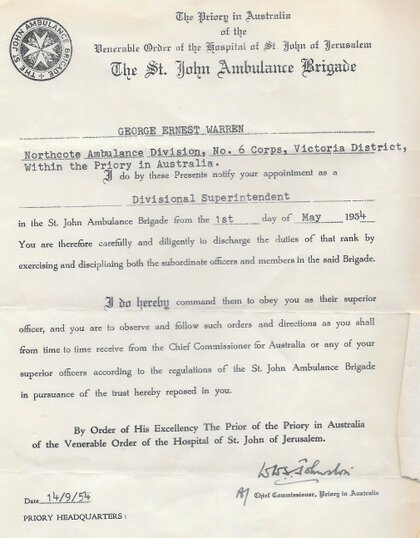 The Priory in Australia
of the
Venerable Order of the Hospital of St. John of Jerusalem
The St. John Ambulance Brigade
THE ST. JOHN AMBULANCE BRIGADE
GEORGE ERNEST WARREN
Northcote Ambulance Division, No. 6 Corps, Victoria District,
Within the Priory in Australia.
I do by these Presents notify your appointment as a
Divisional Superintendent
in the St. John Ambulance Brigade from the 1st day of May 1954
You are therefore carefully and diligently to discharge the duties of that rank by
exercising and disciplining both the subordinate officers and members in the said Brigade.
I do hereby command them to obey you as their superior
officer, and you are to observe and follow such orders and directions as you shall
from time to time receive from the Chief Commissioner for Australia or any of your
superior officers according to the regulations of the St. John Ambulance Brigade
in pursuance of the trust hereby reposed in you.
By Order of His Excellency The Prior of the Priory in Australia
of the Venerable Order of the Hospital of St. John of Jerusalem.
Johnston
Chief Commissioner, Priory in Australia
Date 14/9/54
PRIORY HEADQUARTERS :